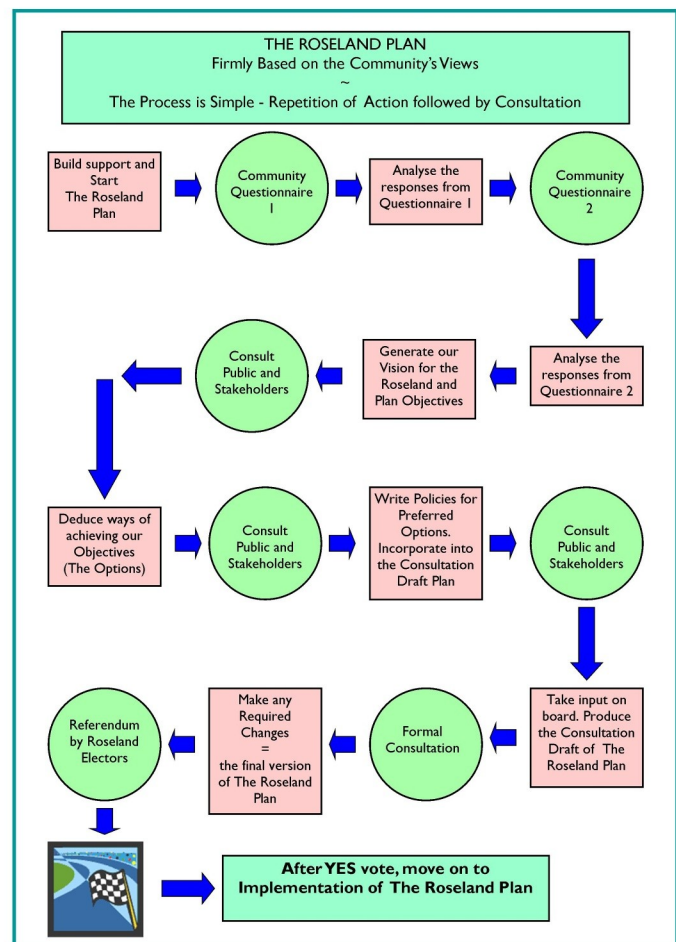 THE ROSELAND PLAN
Firmly Based on the Community's Views
~
The Process is Simple - Repetition of Action followed by Consultation
Build support and
Start
The Roseland
Plan
Community
Questionnaire
1
Analyse the
responses from
Questionnaire 1
Community
Questionnaire
2
Consult
Public and
Stakeholders
Generate our
Vision for the
Roseland and
Plan Objectives
Analyse the
responses from
Questionnaire 2
Deduce ways of
achieving our
Objectives
(The Options)
Consult
Public and
Stakeholders
Write Policies for
Preferred
Options.
Incorporate into
the Consultation
Draft Plan
Consult
Public and
Stakeholders
Referendum
by Roseland
Electors
Make any
Required
Changes
=
the final version
of The Roseland
Plan
Formal
Consultation
Take input on
board. Produce
the Consultation
Draft of The
Roseland Plan
After YES vote, move on to
Implementation of The Roseland Plan